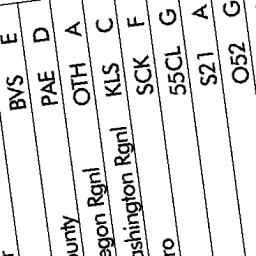 BVS E
PAE D
ounty OTH A
egon Rgnl KLS C
ashington Rgnl SCK F
55CL G
ro S21 A
O52 G